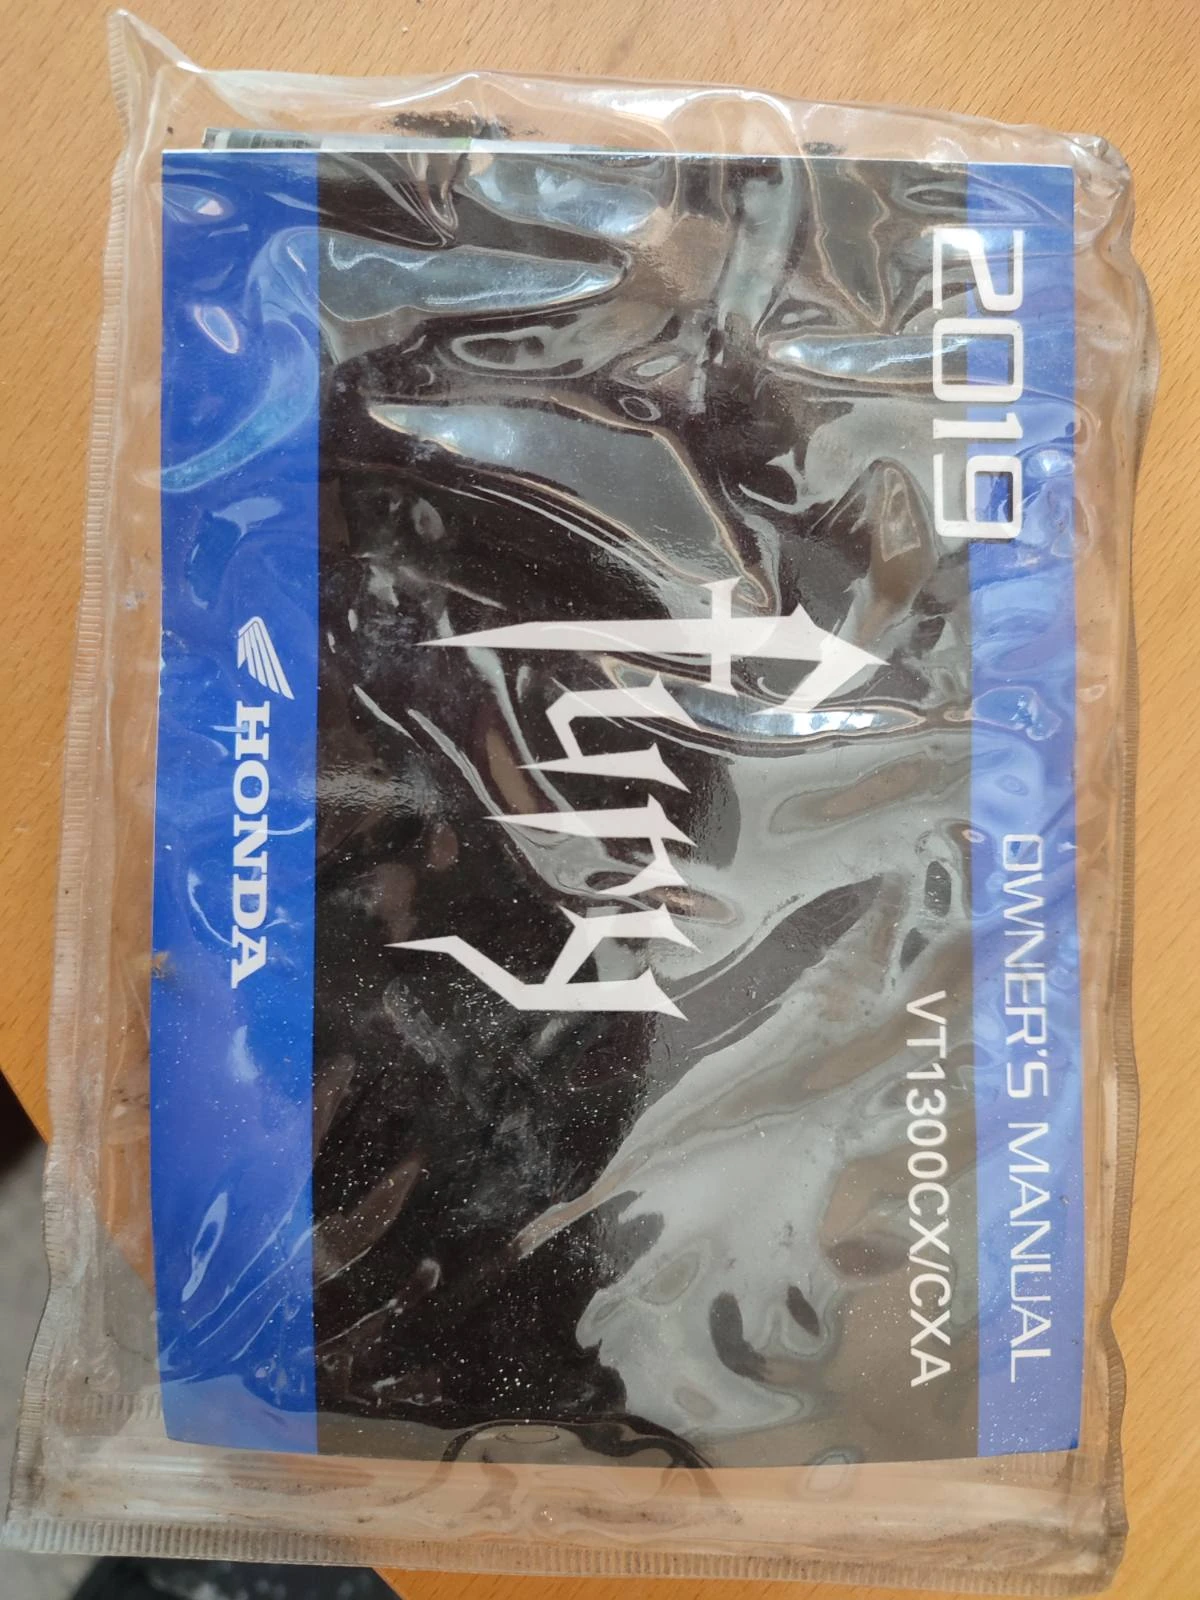 2019
OWNER'S MANUAL
VT1300CX/CXA
Fury
HONDA